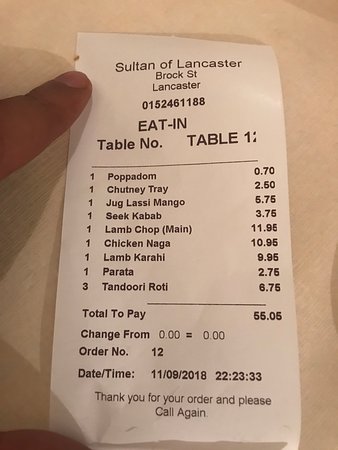 Sultan of Lancaster
Brock St
Lancaster
0152461188
EAT-IN
Table No. TABLE 12
1 Poppadom 0.70
1 Chutney Tray 2.50
1 Jug Lassi Mango 5.75
1 Seek Kabab 3.75
1 Lamb Chop (Main) 11.95
1 Chicken Naga 10.95
1 Lamb Karahi 9.95
1 Parata 2.75
3 Tandoori Roti 6.75
Total To Pay 55.05
Change From 0.00 = 0.00
Order No. 12
Date/Time: 11/09/2018 22:23:33
Thank you for your order and please
Call Again.